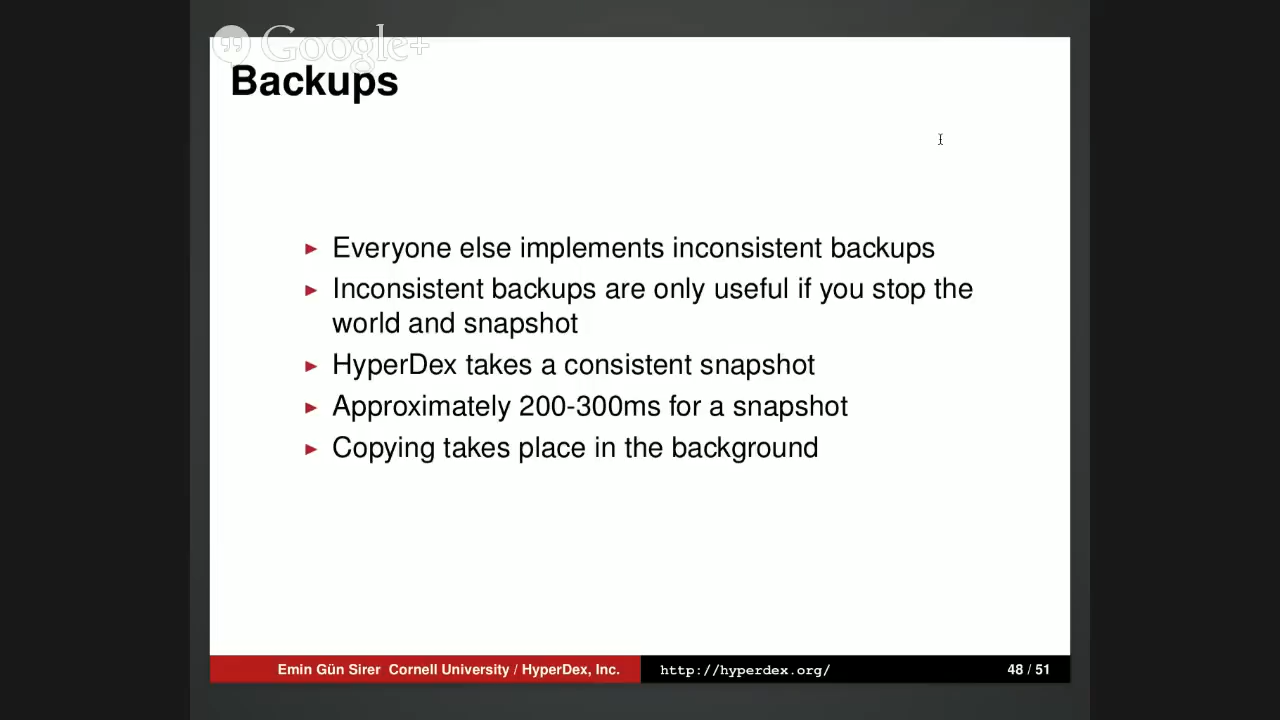 Google+
Backups
Everyone else implements inconsistent backups
Inconsistent backups are only useful if you stop the
world and snapshot
HyperDex takes a consistent snapshot
Approximately 200-300ms for a snapshot
Copying takes place in the background
Emin Gün Sirer Cornell University / HyperDex, Inc.
http://hyperdex.org/
48 / 51